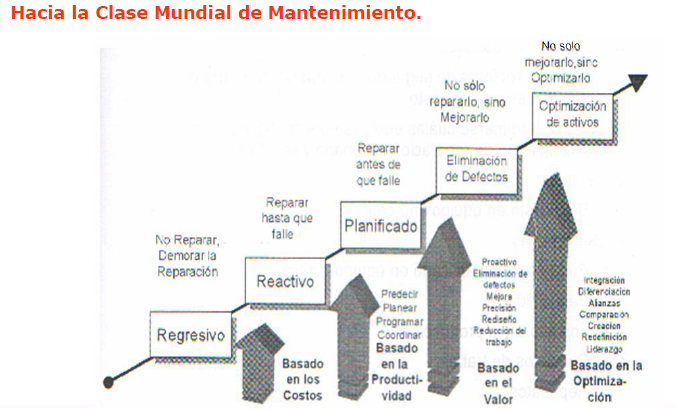 Hacia la Clase Mundial de Mantenimiento.
No solo
mejorarlo,sino
Optimizarlo
No sólo
repararlo, sino
Mejorarlo
Optimización
de activos
Reparar
antes de
que falle
Eliminación
de Defectos
Reparar
hasta que
falle
Planificado
No Reparar,
Demorar la
Reparación
Reactivo
Regresivo
Basado
en los
Costos
Predecir
Planear
Programar
Coordinar
Basado
en la
Producti-
vidad
Proactivo
Eliminación de
defectos
Mejora
Precisión
Rediseño
Reducción del
trabajo
Basado
en el
Valor
Integración
Diferenciacion
Alianzas
Comparación
Creacion
Redefinición
Liderazgo
Basado en la
Optimiza-
ción